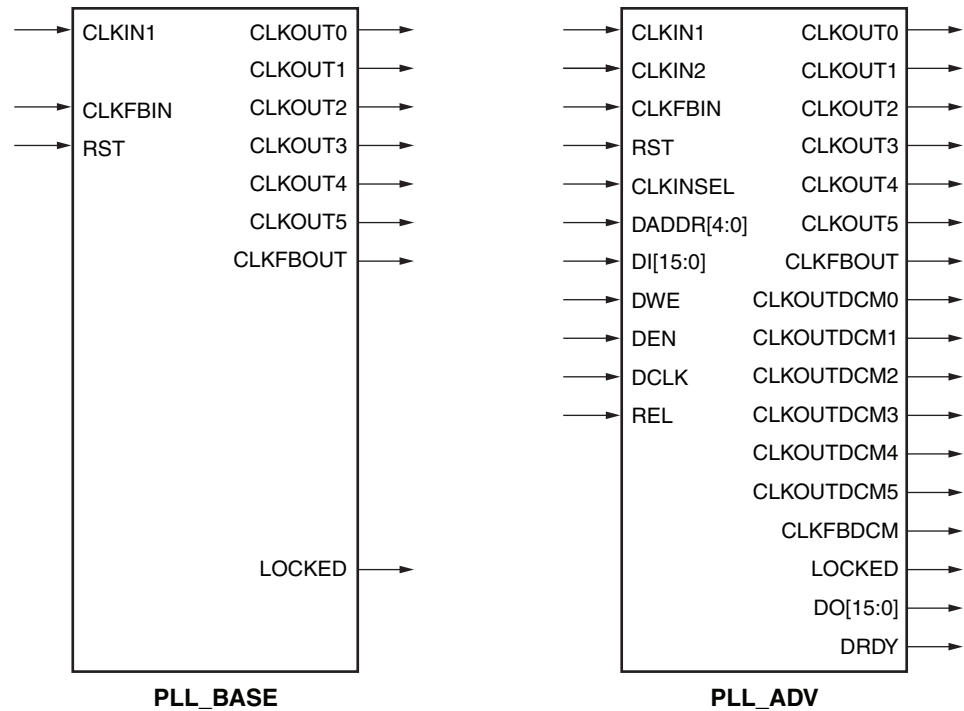 CLKIN1
CLKOUT0
CLKOUT1
CLKFBIN
CLKOUT2
RST
CLKOUT3
CLKOUT4
CLKOUT5
CLKFBOUT
LOCKED
PLL_BASE
CLKIN1
CLKOUT0
CLKIN2
CLKOUT1
CLKFBIN
CLKOUT2
RST
CLKOUT3
CLKINSEL
CLKOUT4
DADDR[4:0]
CLKOUT5
DI[15:0]
CLKFBOUT
DWE
CLKOUTDCM0
DEN
CLKOUTDCM1
DCLK
CLKOUTDCM2
REL
CLKOUTDCM3
CLKOUTDCM4
CLKOUTDCM5
CLKFBDCM
LOCKED
DO[15:0]
DRDY
PLL_ADV